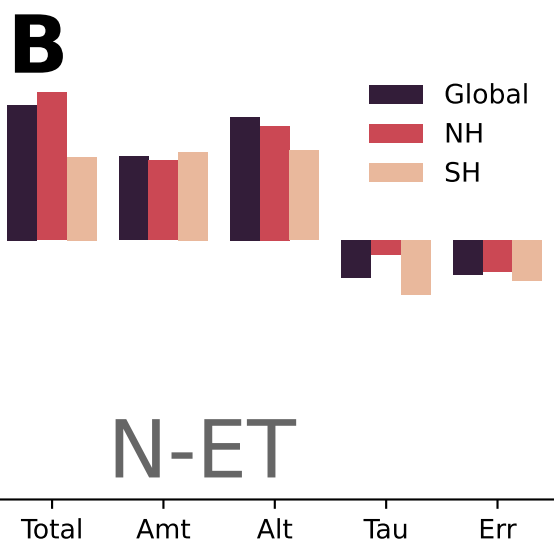 B
Global
NH
SH
N-ET
Total Amt Alt Tau Err